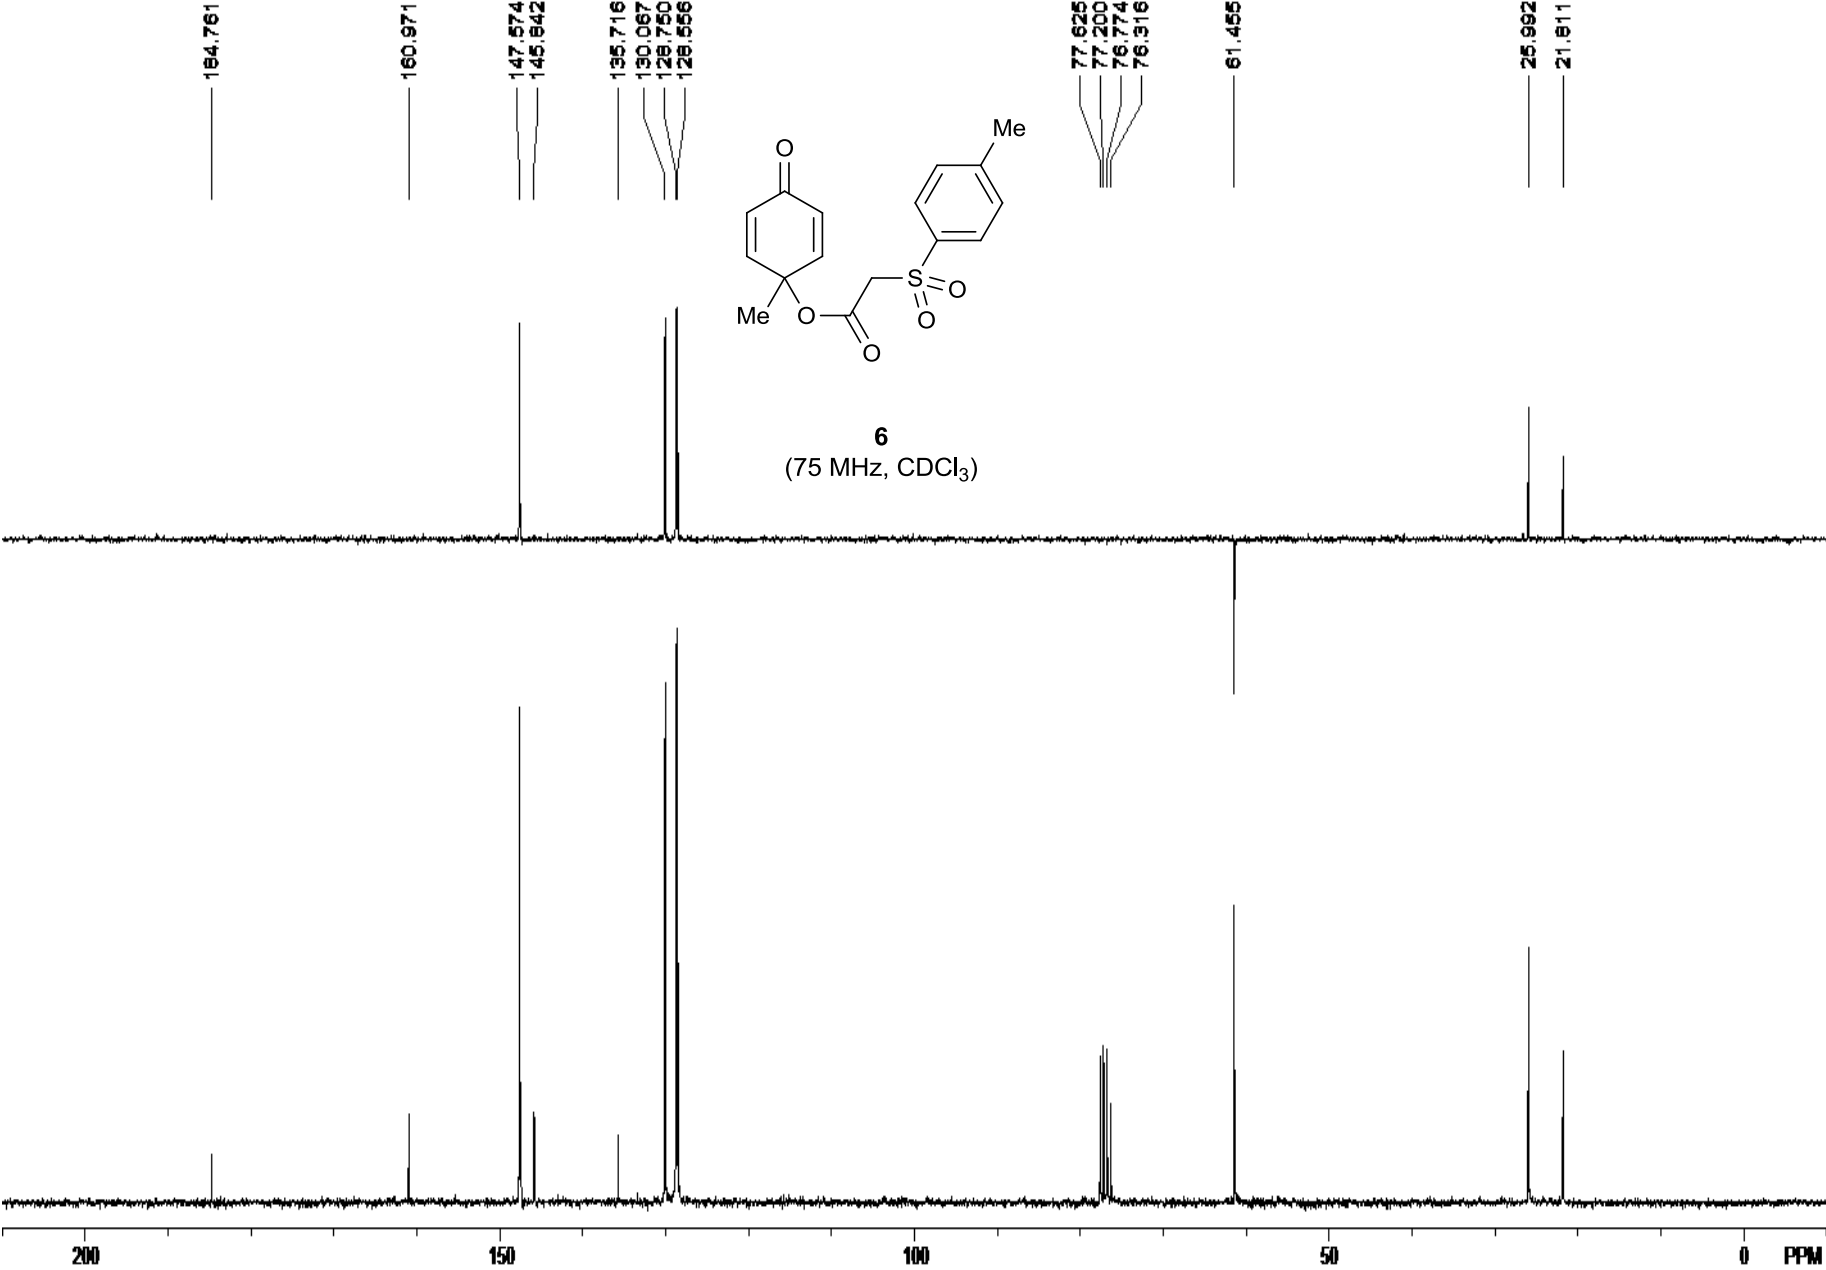 184.761
160.971
147.574
145.842
135.716
130.067
128.750
128.556
77.625
77.200
76.774
76.316
61.455
25.992
21.811
Me
O
S
O
O
Me
O
O
6
(75 MHz, CDCl₃)
200 150 100 50 0 PPM